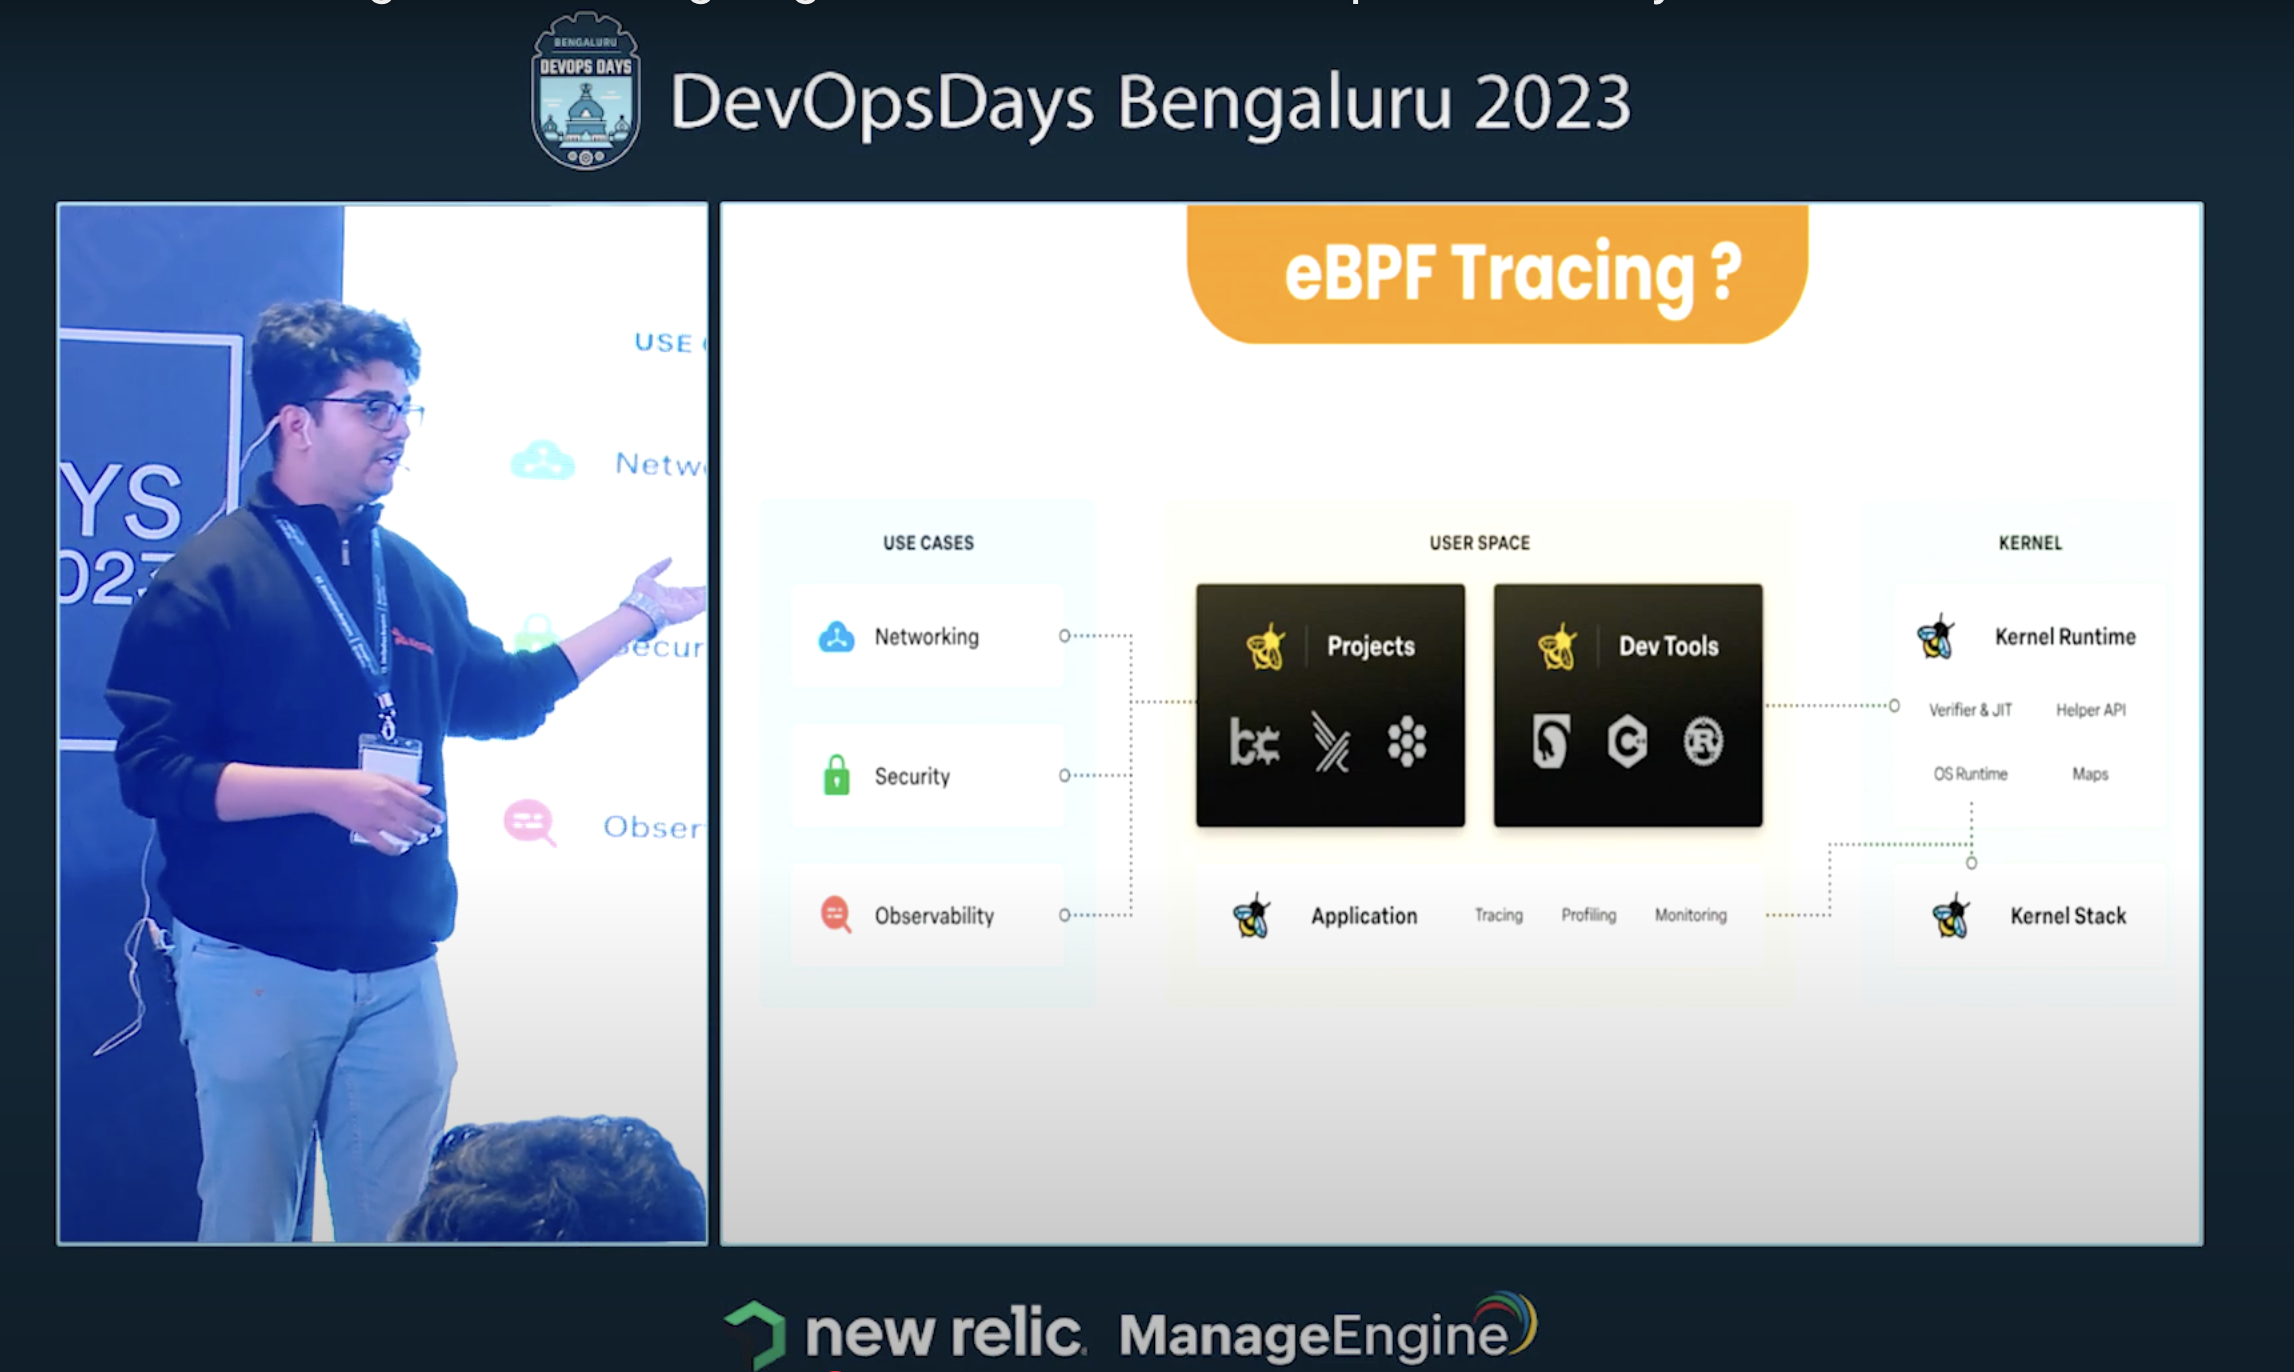 BENGALURU
DEVOPS DAYS
DevOpsDays Bengaluru 2023
YS
023
USE
Netw
Secur
Obser
eBPF Tracing ?
USE CASES
Networking
Security
Observability
USER SPACE
Projects
Dev Tools
Application
Tracing
Profiling
Monitoring
KERNEL
Kernel Runtime
Verifier & JIT
Helper API
OS Runtime
Maps
Kernel Stack
new relic
ManageEngine